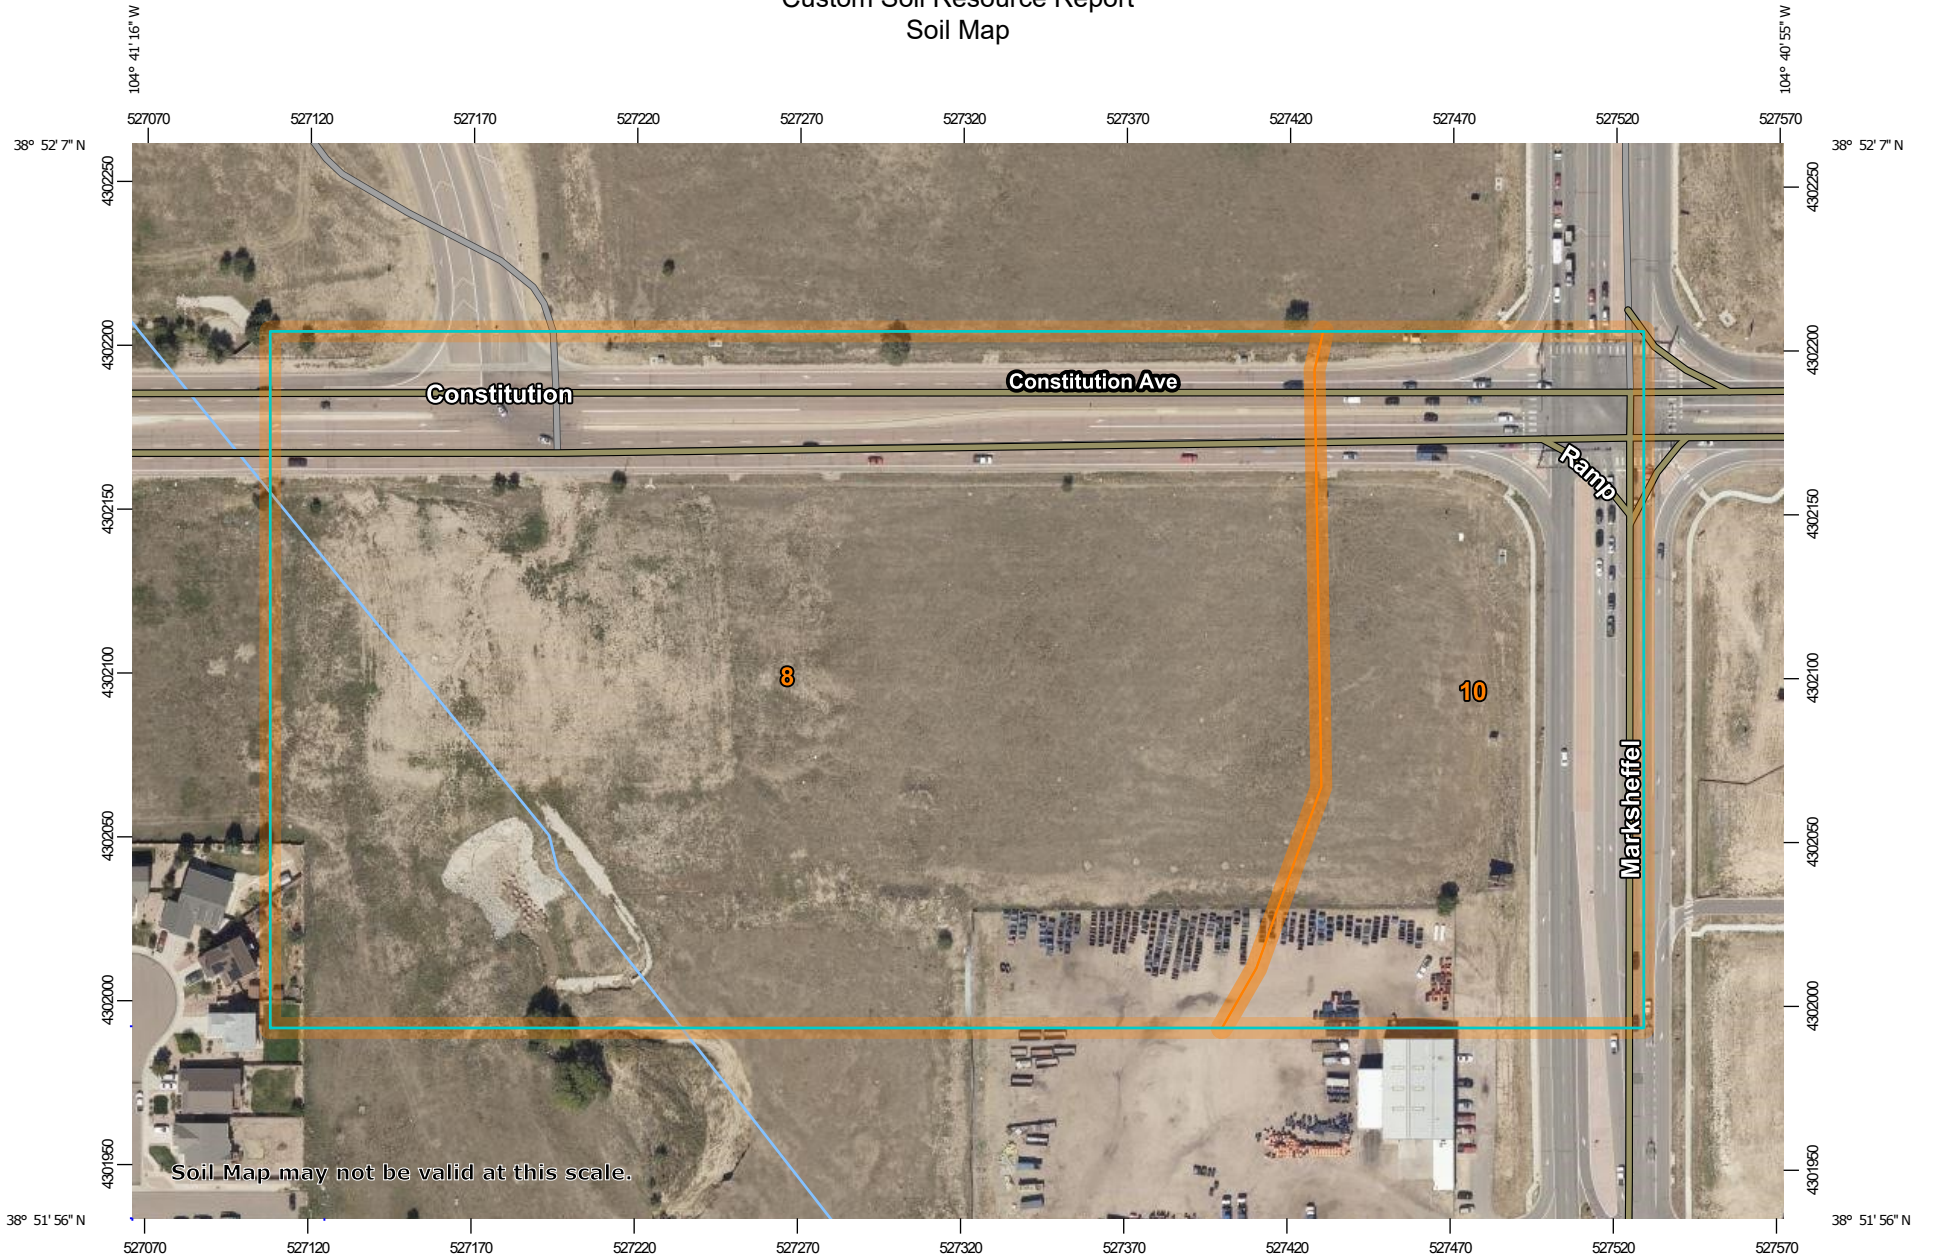 Custom Soil Resource Report
Soil Map
104° 41' 16" W
104° 40' 55" W
527070 527120 527170 527220 527270 527320 527370 527420 527470 527520 527570
38° 52' 7" N
38° 52' 7" N
4302250
4302250
4302200
4302200
Constitution
Constitution Ave
Ramp
4302150
4302150
4302100
4302100
8
10
Marksheffel
4302050
4302050
4302000
4302000
4301950
4301950
Soil Map may not be valid at this scale.
38° 51' 56" N
38° 51' 56" N
527070 527120 527170 527220 527270 527320 527370 527420 527470 527520 527570